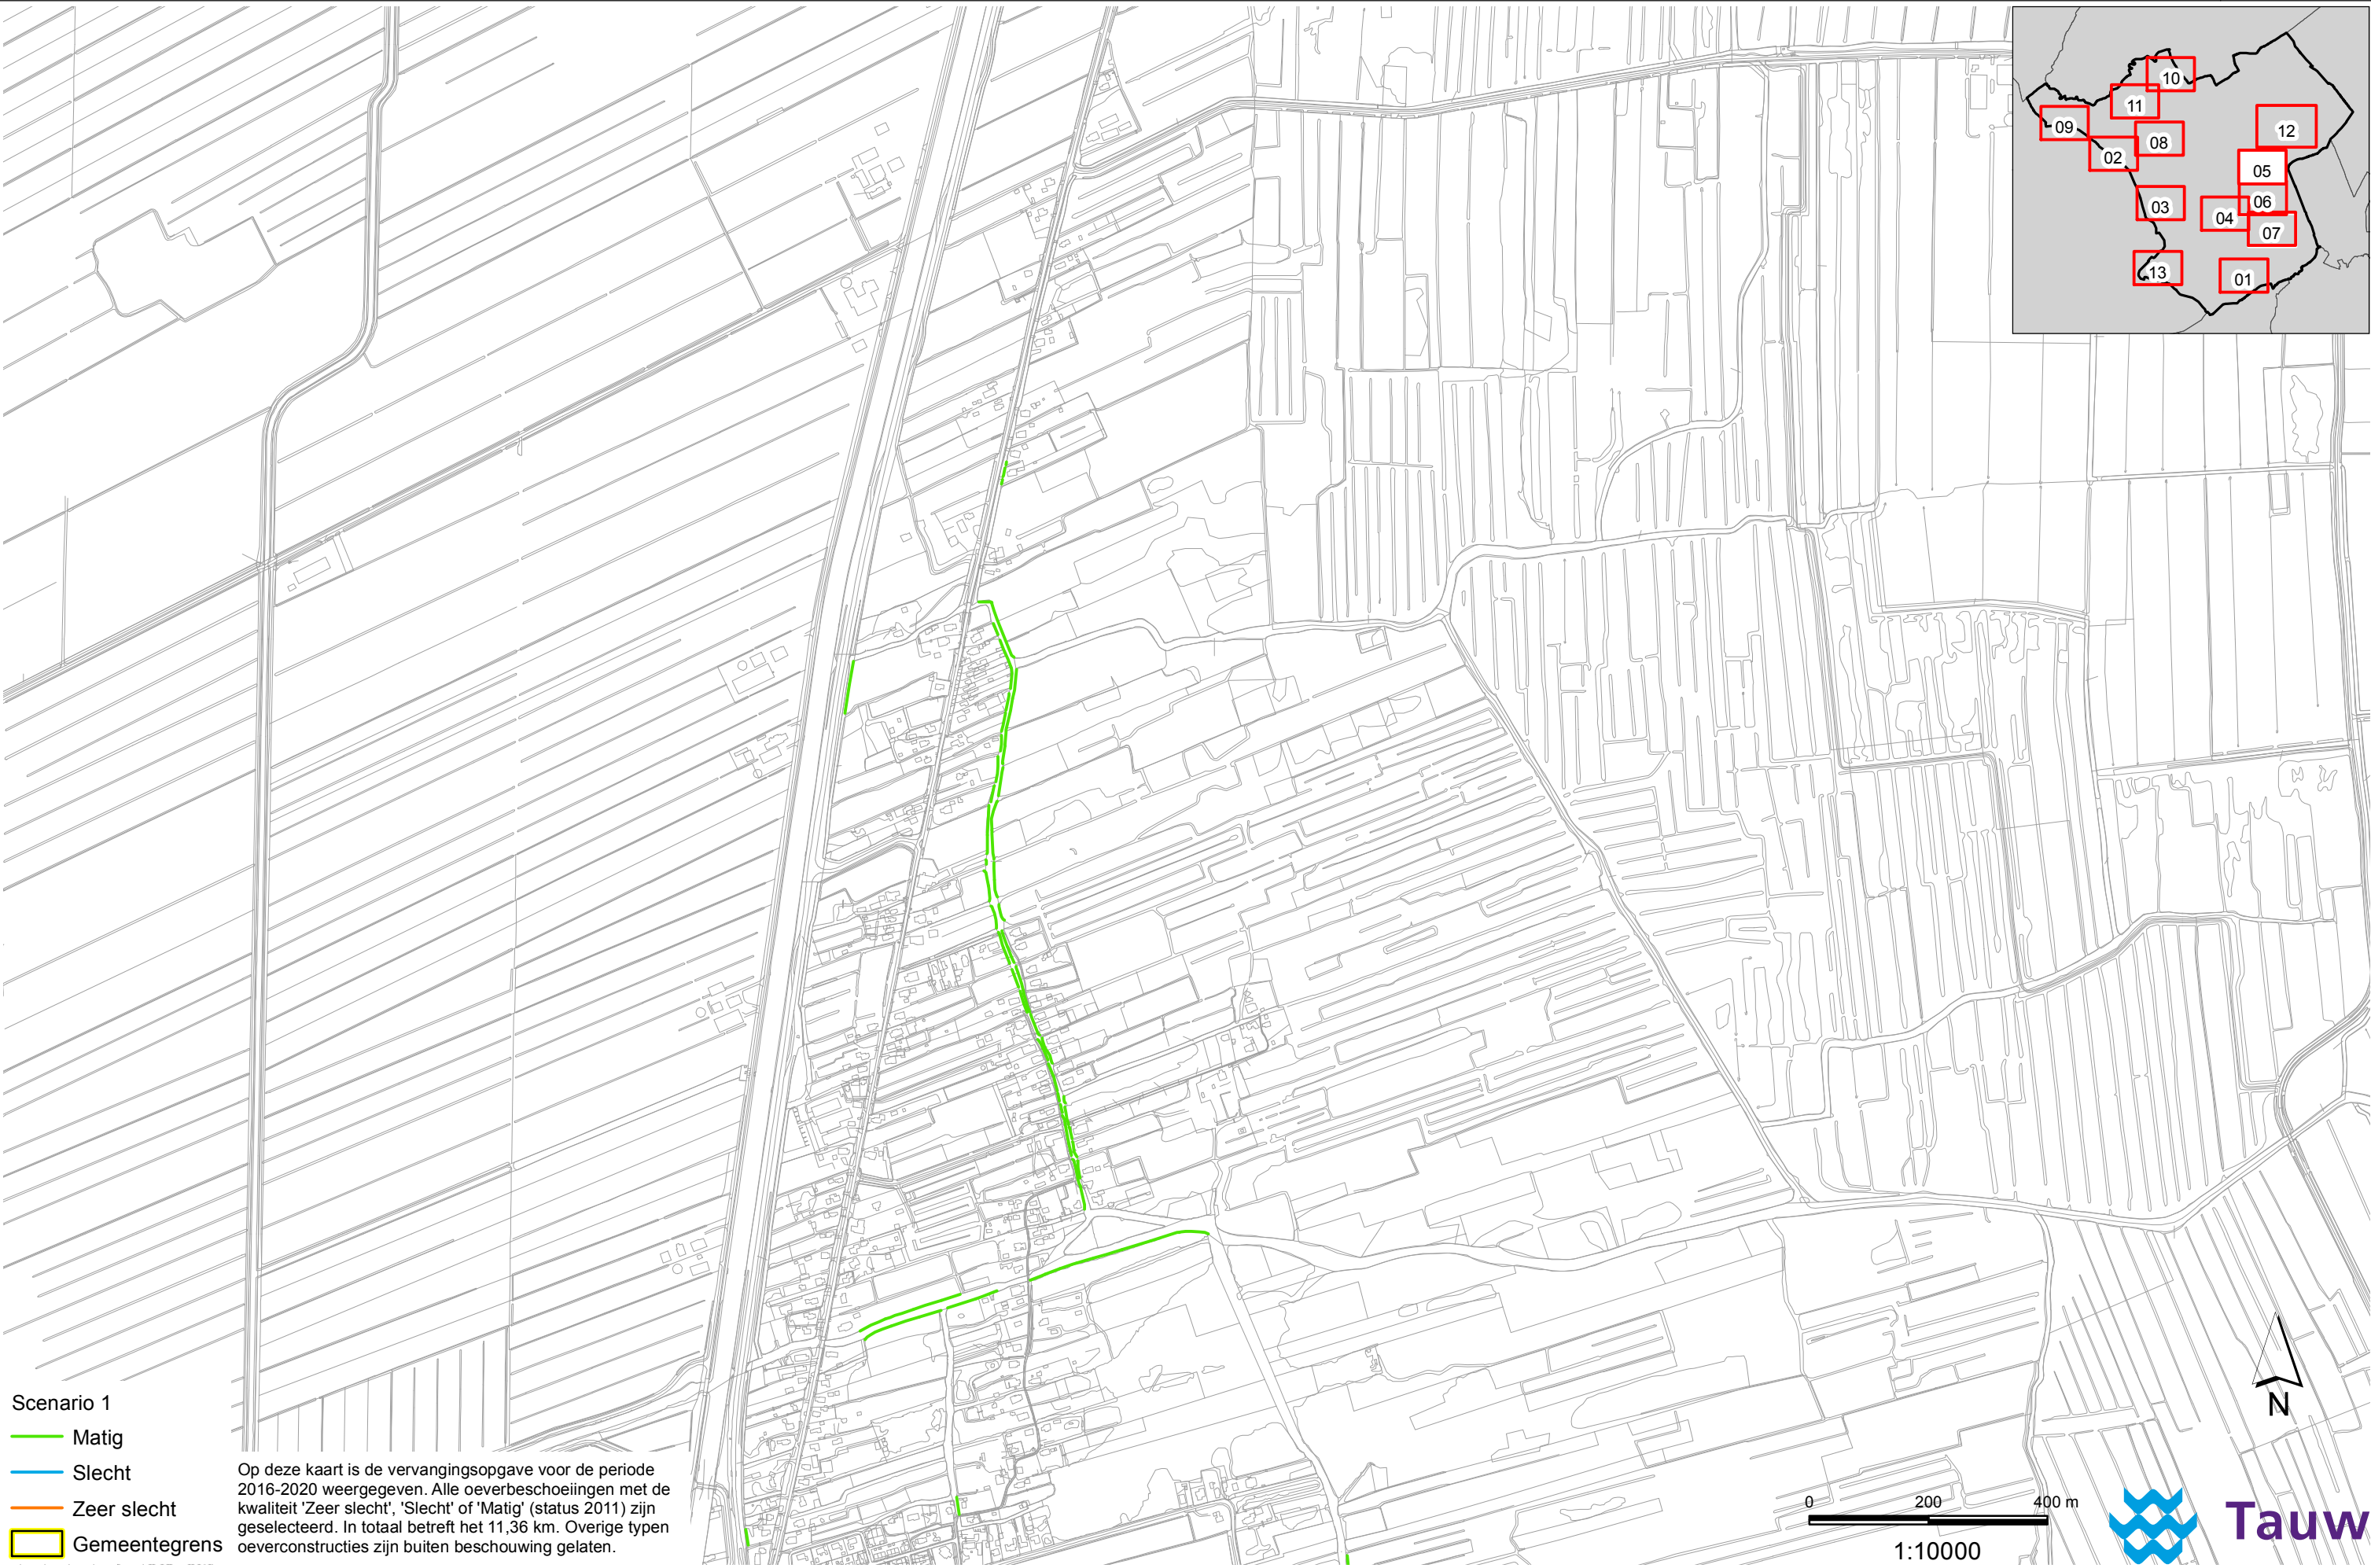 10
11
09
08
12
02
05
03
06
04
07
13
01
Scenario 1
Matig
Slecht
Zeer slecht
Gemeentegrens
Op deze kaart is de vervangingsopgave voor de periode
2016-2020 weergegeven. Alle oeverbeschoeiingen met de
kwaliteit 'Zeer slecht', 'Slecht' of 'Matig' (status 2011) zijn
geselecteerd. In totaal betreft het 11,36 km. Overige typen
oeverconstructies zijn buiten beschouwing gelaten.
N
0 200 400 m
1:10000
Tauw